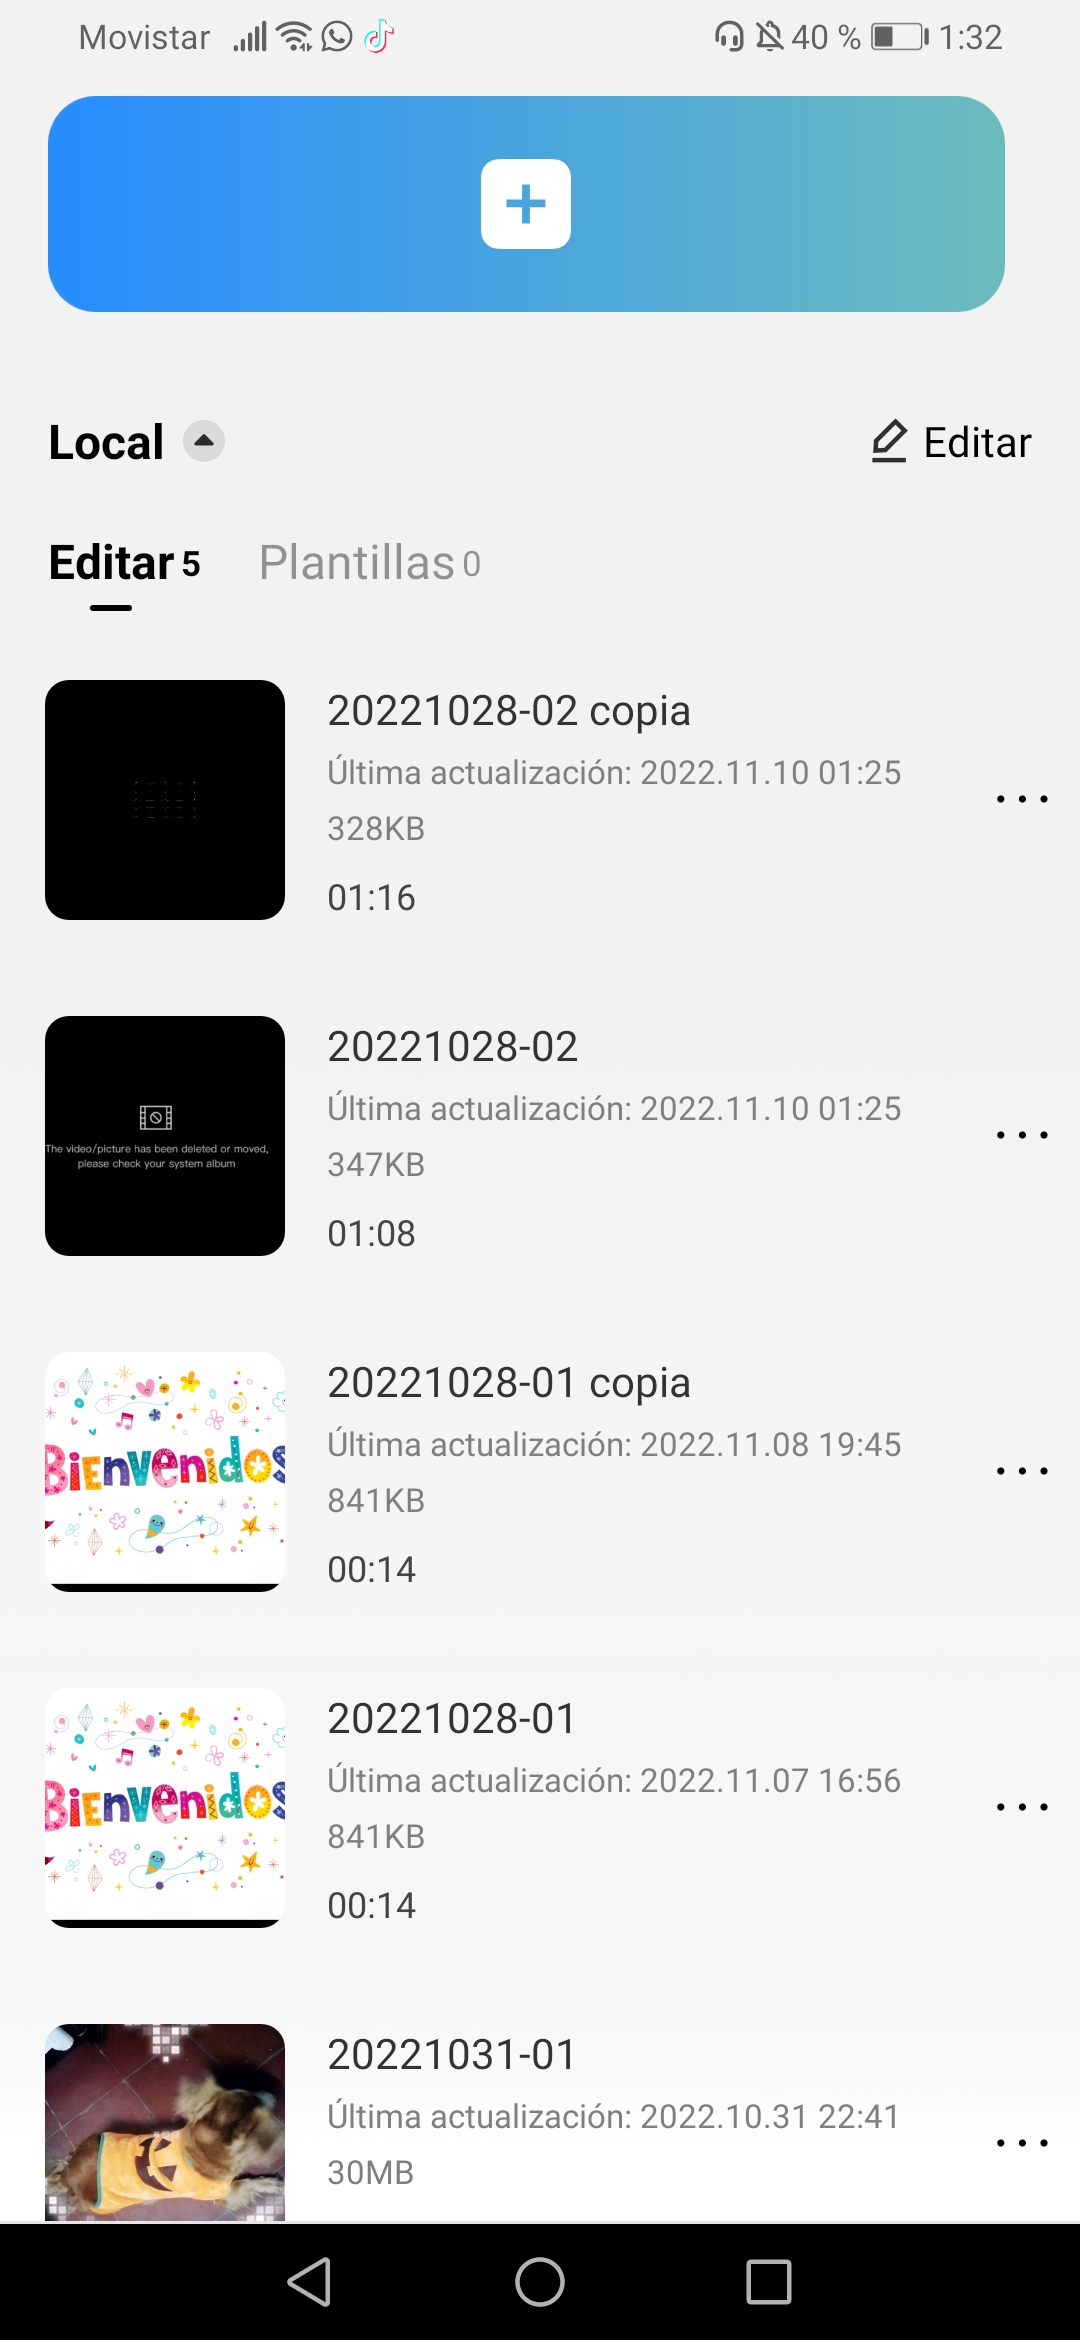 Movistar 40 % 1:32
Local Editar
Editar 5 Plantillas 0
20221028-02 copia
Última actualización: 2022.11.10 01:25
328KB
01:16
20221028-02
Última actualización: 2022.11.10 01:25
347KB
01:08
The video/picture has been deleted or moved,
please check your system album
20221028-01 copia
Última actualización: 2022.11.08 19:45
841KB
00:14
Bienvenidos
20221028-01
Última actualización: 2022.11.07 16:56
841KB
00:14
Bienvenidos
20221031-01
Última actualización: 2022.10.31 22:41
30MB